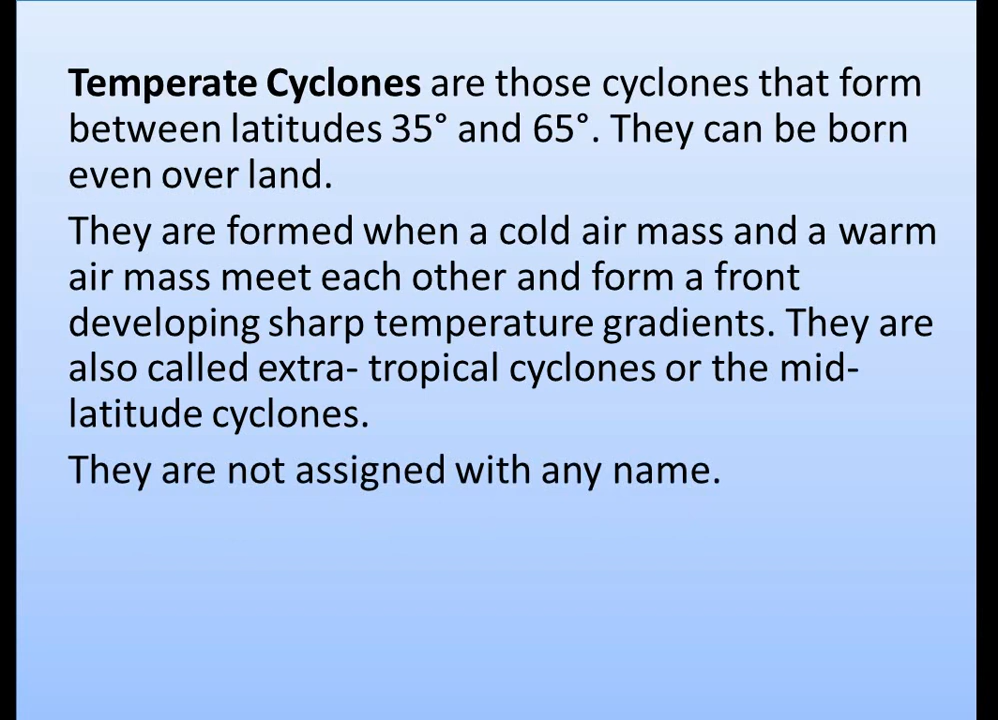 Temperate Cyclones are those cyclones that form
between latitudes 35° and 65°. They can be born
even over land.
They are formed when a cold air mass and a warm
air mass meet each other and form a front
developing sharp temperature gradients. They are
also called extra- tropical cyclones or the mid-
latitude cyclones.
They are not assigned with any name.